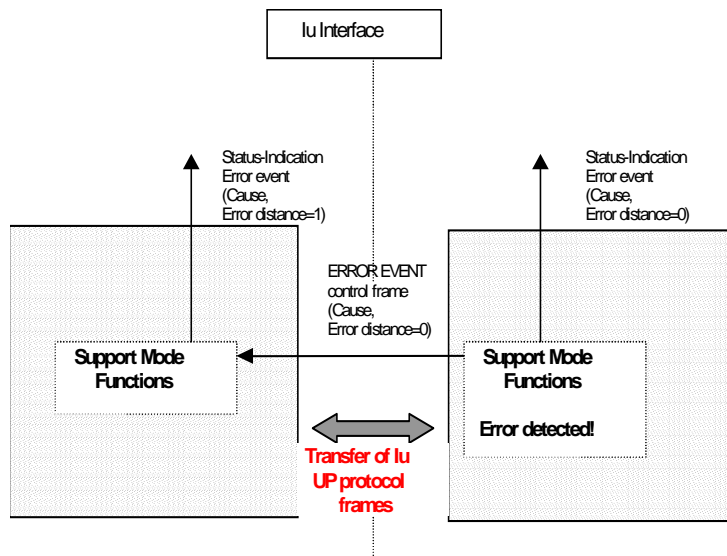 Iu Interface
Status-Indication
Error event
(Cause,
Error distance=1)
Status-Indication
Error event
(Cause,
Error distance=0)
ERROR EVENT
control frame
(Cause,
Error distance=0)
Support Mode
Functions
Support Mode
Functions
Error detected!
Transfer of Iu
UP protocol
frames